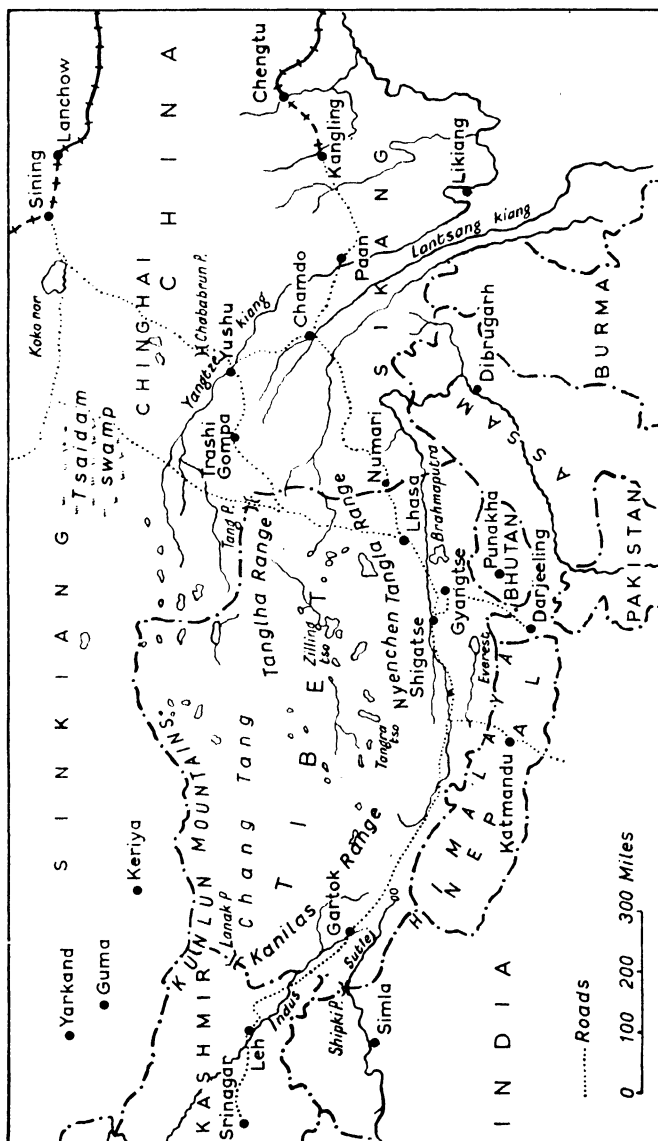 SINKIANG
CHINA
CHINGHAI
Sining
Lanchow
Koko nor
Tsaidam
swamp
Yarkand
Guma
Keriya
KUNLUN MOUNTAINS
KASHMIR
Lanak P
Chang Tang
TIBET
Tanglha Range
Tang P.
Zilling
tso
Tangra
tso
Nyenchen Tangla Range
Kanilas Range
Trashi
Gompa
Yushu
Chababrun P.
Yangtze kiang
Chamdo
Paan
Kangling
Chengtu
SIKANG
Likiang
Lantsang kiang
Numari
Lhasa
Brahmaputra
Shigatse
Gyangtse
Punakha
BHUTAN
Darjeeling
Dibrugarh
ASSAM
BURMA
PAKISTAN
Everest
HIMALAYA
NEPAL
Katmandu
Srinagar
Leh
Indus
Gartok
Sutlej
Shipki P.
Simla
INDIA
Roads
0 100 200 300 Miles